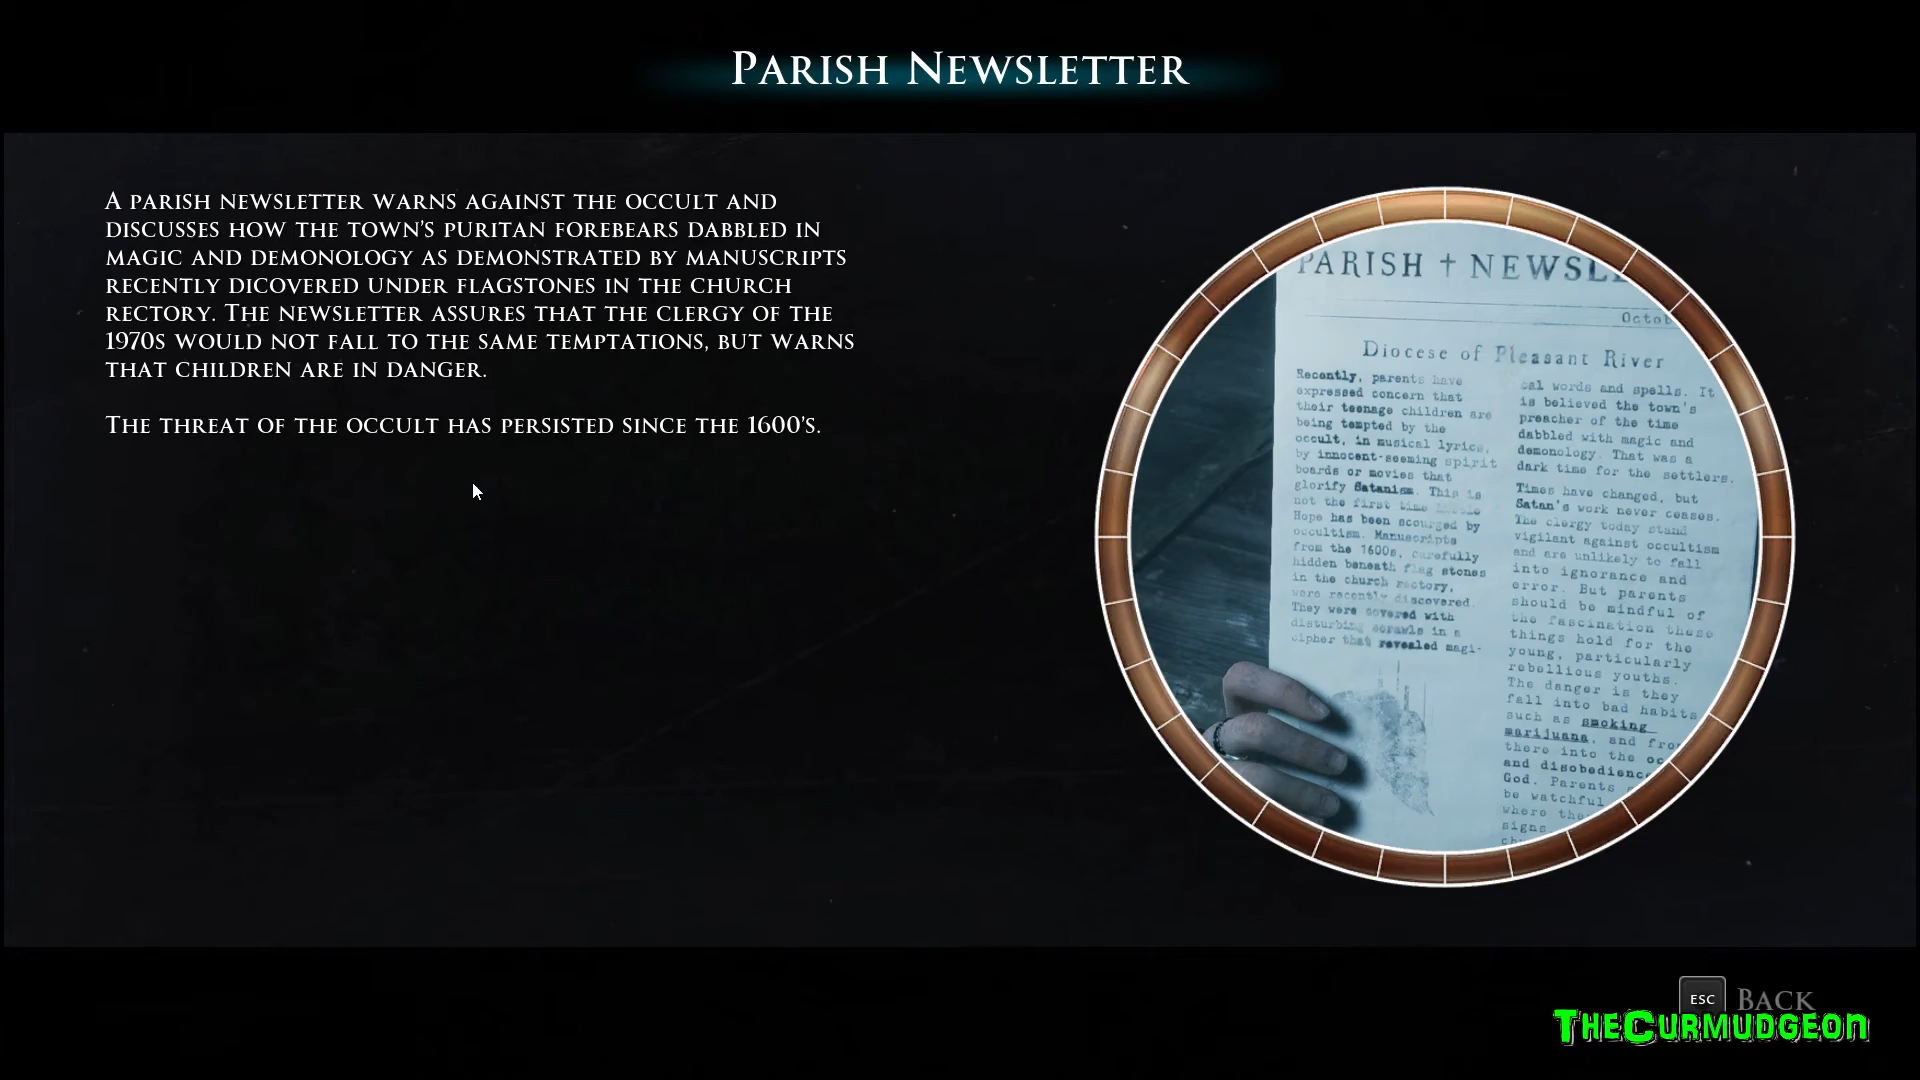 Parish Newsletter
A parish newsletter warns against the occult and
discusses how the town's Puritan forebears dabbled in
magic and demonology as demonstrated by manuscripts
recently dicovered under flagstones in the church
rectory. The newsletter assures that the clergy of the
1970s would not fall to the same temptations, but warns
that children are in danger.
The threat of the occult has persisted since the 1600's.
PARISH † NEWSL
Octob
Diocese of Pleasant River
Recently, parents have
expressed concern that
their teenage children are
being tempted by the
occult, in musical lyrics,
by innocent-seeming spirit
boards or movies that
glorify Satanism. This is
not the first time
Hope has been scourged by
occultism. Manuscripts
from the 1600s, carefully
hidden beneath flag stones
in the church rectory,
were recently discovered.
They were covered with
disturbing scrawls in a
cipher that revealed magi-
cal words and spells. It
is believed the town's
preacher of the time
dabbled with magic and
demonology. That was a
dark time for the settlers.
Times have changed, but
Satan's work never ceases.
The clergy today stand
vigilant against occultism
and are unlikely to fall
into ignorance and
error. But parents
should be mindful of
the fascination these
things hold for the
young, particularly
rebellious youths.
The danger is they
fall into bad habits
such as smoking
marijuana, and from
there into the oc
and disobedienc
God. Parents
be watchful
where the
signs
ch
ESC Back
TheCurmudgeon